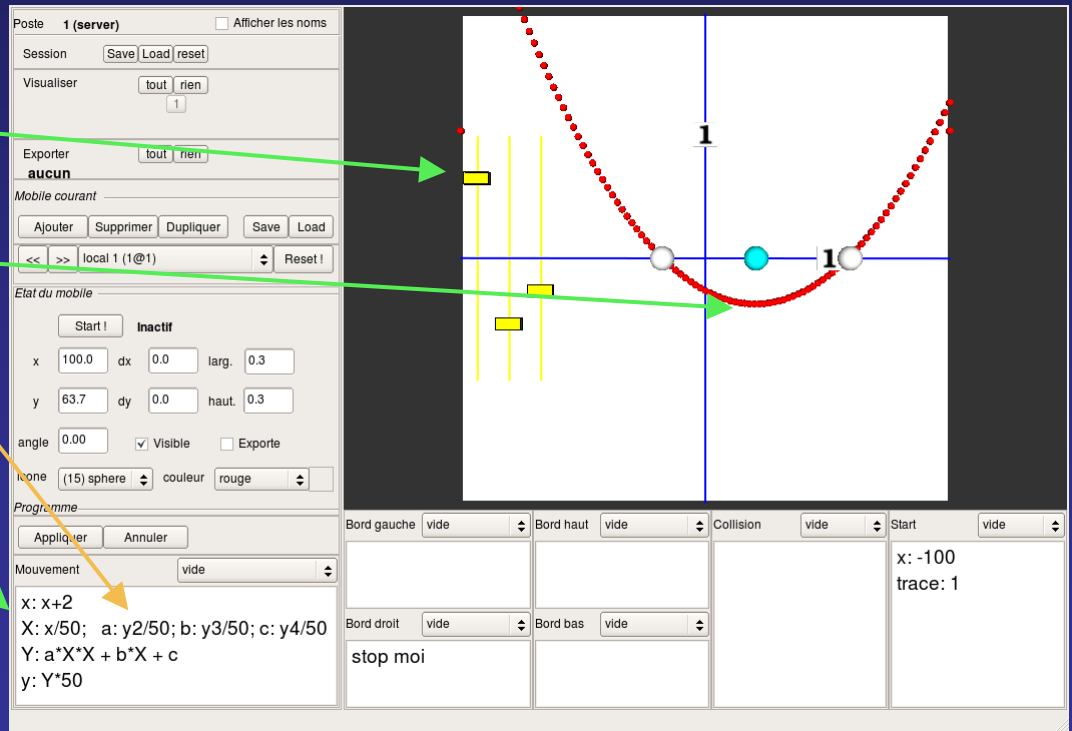 Poste 1 (server) Afficher les noms
Session Save Load reset
Visualiser tout rien
1
Exporter tout rien
aucun
Mobile courant
Ajouter Supprimer Dupliquer Save Load
<< >> local 1 (1@1) Reset !
Etat du mobile
Start ! Inactif
x 100.0 dx 0.0 larg. 0.3
y 63.7 dy 0.0 haut. 0.3
angle 0.00 Visible Exporte
icone (15) sphere couleur rouge
Programme
Appliquer Annuler
Mouvement vide
x: x+2
X: x/50; a: y2/50; b: y3/50; c: y4/50
Y: a*X*X + b*X + c
y: Y*50
1
1
Bord gauche vide Bord haut vide Collision vide Start vide
x: -100
trace: 1
Bord droit vide Bord bas vide
stop moi